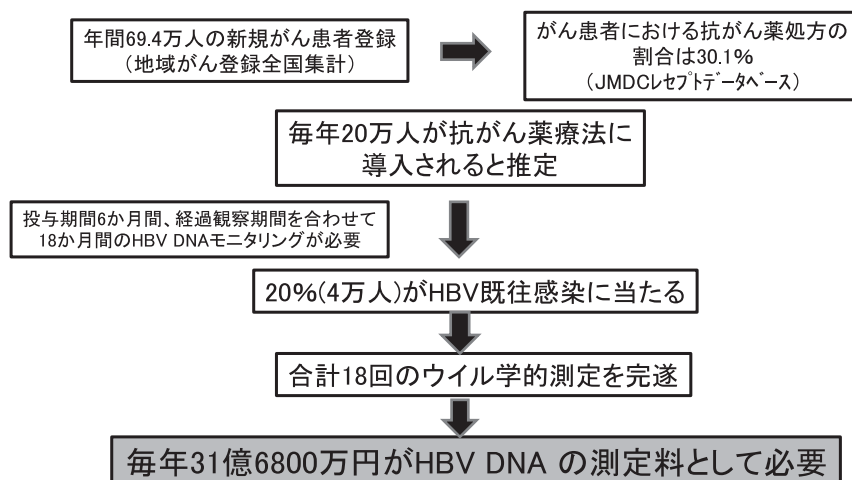 年間69.4万人の新規がん患者登録
(地域がん登録全国集計)
がん患者における抗がん薬処方の
割合は30.1%
(JMDCﾚｾﾌﾟﾄﾃﾞｰﾀﾍﾞｰｽ)
毎年20万人が抗がん薬療法に
導入されると推定
投与期間6か月間、経過観察期間を合わせて
18か月間のHBV DNAモニタリングが必要
20%(4万人)がHBV既往感染に当たる
合計18回のウイル学的測定を完遂
毎年31億6800万円がHBV DNA の測定料として必要